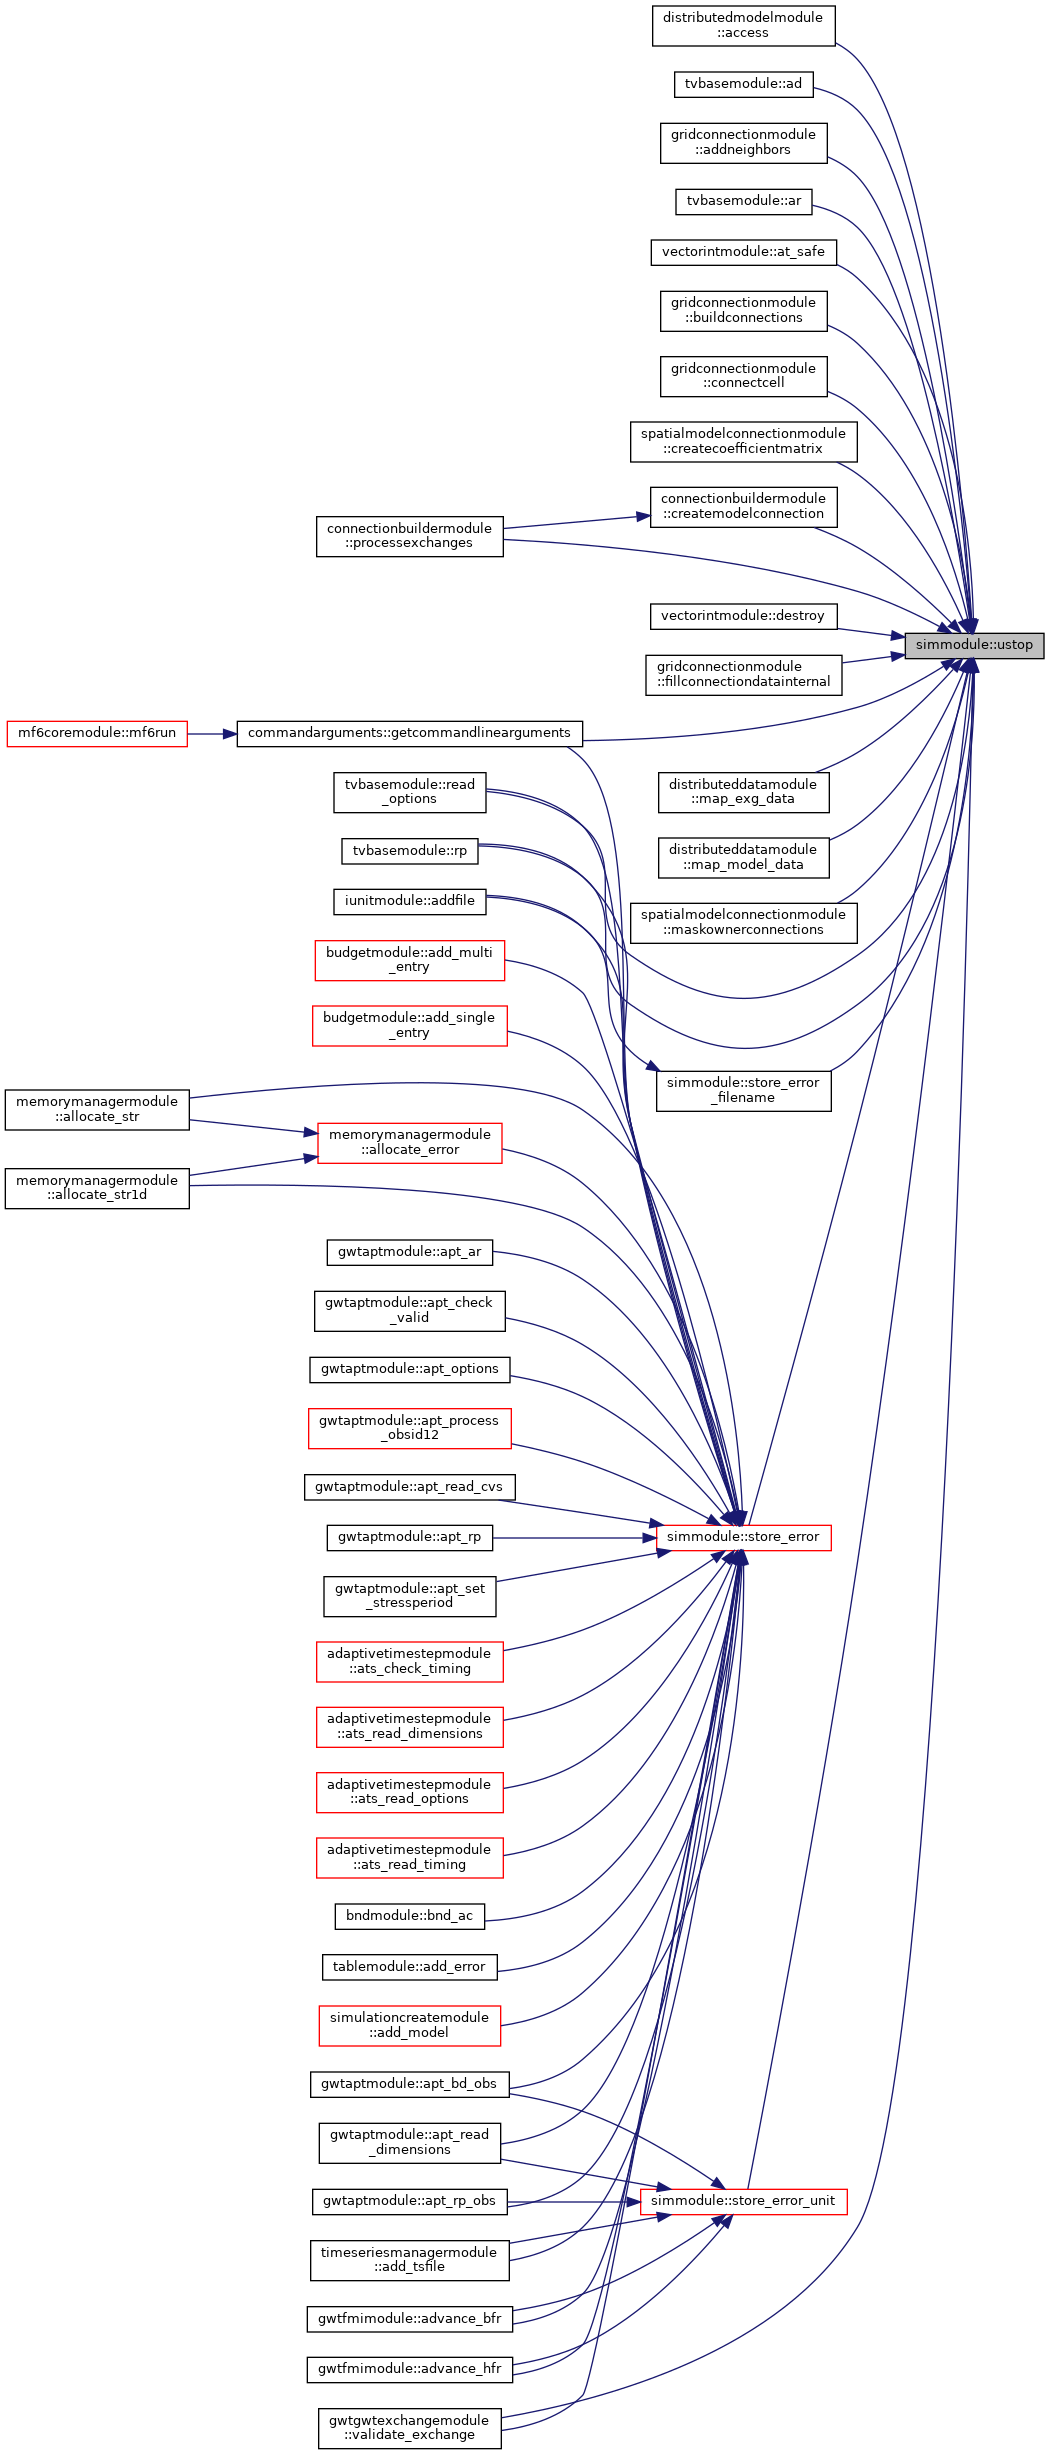 distributedmodelmodule
::access
tvbasemodule::ad
gridconnectionmodule
::addneighbors
tvbasemodule::ar
vectorintmodule::at_safe
gridconnectionmodule
::buildconnections
gridconnectionmodule
::connectcell
spatialmodelconnectionmodule
::createcoefficientmatrix
connectionbuildermodule
::createmodelconnection
connectionbuildermodule
::processexchanges
vectorintmodule::destroy
simmodule::ustop
gridconnectionmodule
::fillconnectiondatainternal
mf6coremodule::mf6run
commandarguments::getcommandlinearguments
distributeddatamodule
::map_exg_data
tvbasemodule::read
_options
distributeddatamodule
::map_model_data
tvbasemodule::rp
iunitmodule::addfile
spatialmodelconnectionmodule
::maskownerconnections
budgetmodule::add_multi
_entry
budgetmodule::add_single
_entry
simmodule::store_error
_filename
memorymanagermodule
::allocate_str
memorymanagermodule
::allocate_error
memorymanagermodule
::allocate_str1d
gwtaptmodule::apt_ar
gwtaptmodule::apt_check
_valid
gwtaptmodule::apt_options
gwtaptmodule::apt_process
_obsid12
gwtaptmodule::apt_read_cvs
gwtaptmodule::apt_rp
simmodule::store_error
gwtaptmodule::apt_set
_stressperiod
adaptivetimestepmodule
::ats_check_timing
adaptivetimestepmodule
::ats_read_dimensions
adaptivetimestepmodule
::ats_read_options
adaptivetimestepmodule
::ats_read_timing
bndmodule::bnd_ac
tablemodule::add_error
simulationcreatemodule
::add_model
gwtaptmodule::apt_bd_obs
gwtaptmodule::apt_read
_dimensions
gwtaptmodule::apt_rp_obs
simmodule::store_error_unit
timeseriesmanagermodule
::add_tsfile
gwtfmimodule::advance_bfr
gwtfmimodule::advance_hfr
gwtgwtexchangemodule
::validate_exchange